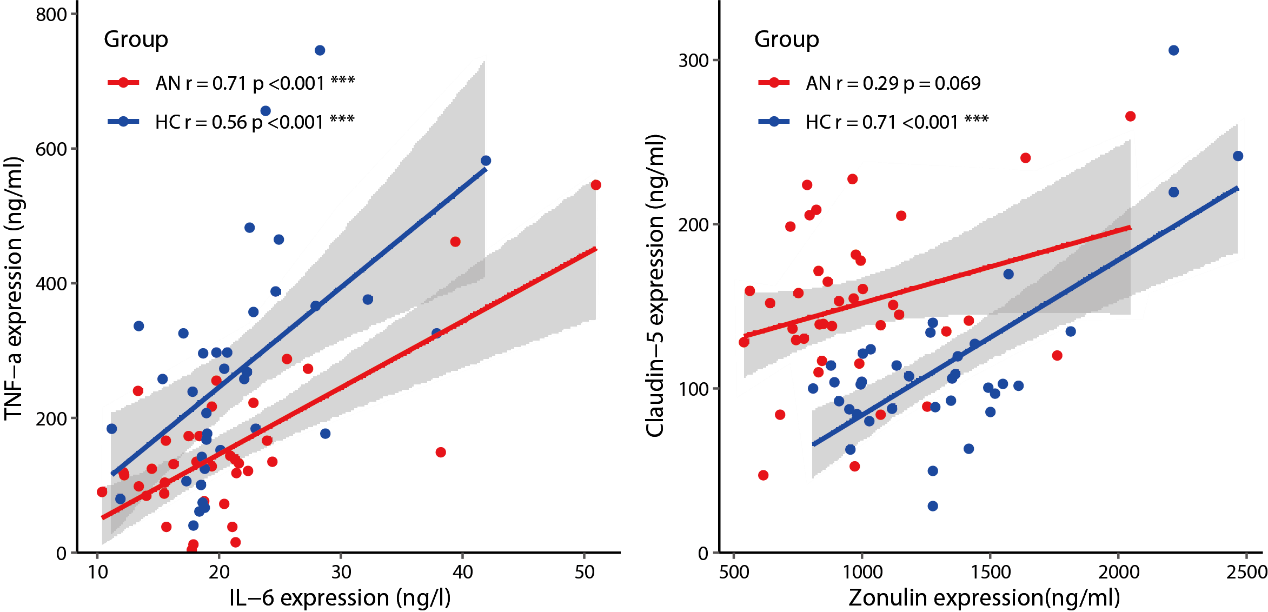 Group
AN r = 0.71 p <0.001 ***
HC r = 0.56 p <0.001 ***
TNF−a expression (ng/ml)
800
600
400
200
0
10 20 30 40 50
IL−6 expression (ng/l)
Group
AN r = 0.29 p = 0.069
HC r = 0.71 <0.001 ***
Claudin−5 expression (ng/ml)
300
200
100
0
500 1000 1500 2000 2500
Zonulin expression(ng/ml)